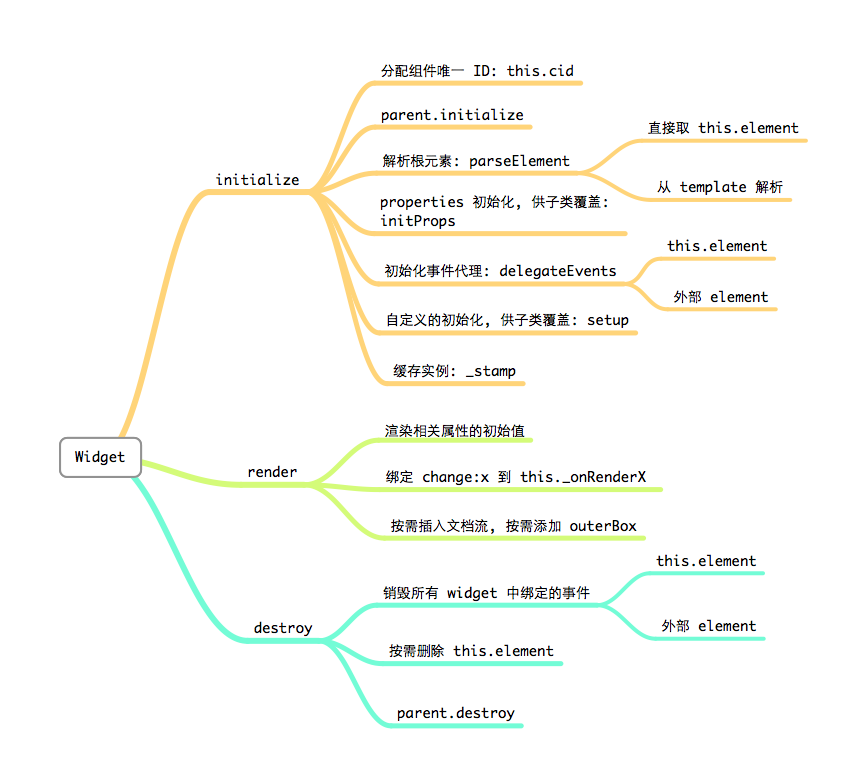 Widget
initialize
分配组件唯一 ID: this.cid
parent.initialize
解析根元素: parseElement
直接取 this.element
从 template 解析
properties 初始化, 供子类覆盖:
initProps
初始化事件代理: delegateEvents
this.element
外部 element
自定义的初始化, 供子类覆盖: setup
缓存实例: _stamp
render
渲染相关属性的初始值
绑定 change:x 到 this._onRenderX
按需插入文档流, 按需添加 outerBox
destroy
销毁所有 widget 中绑定的事件
this.element
外部 element
按需删除 this.element
parent.destroy